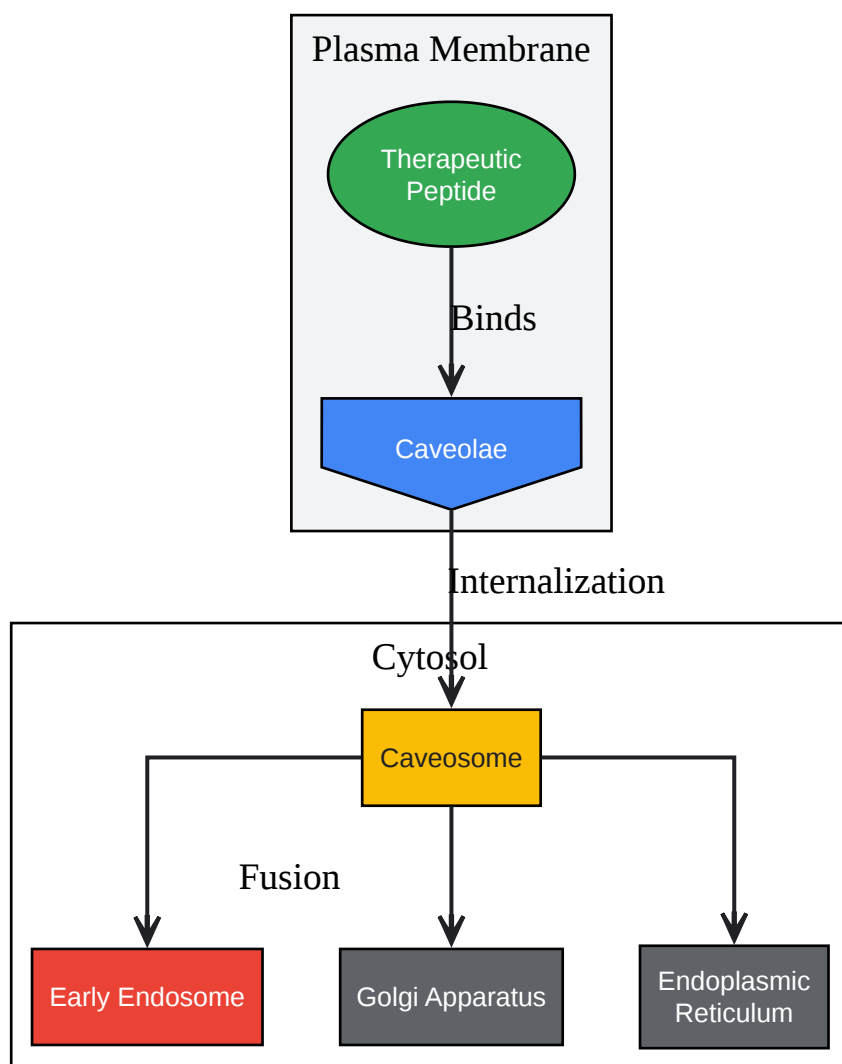 Plasma Membrane
Therapeutic
Peptide
Binds
Caveolae
Internalization
Cytosol
Caveosome
Fusion
Early Endosome
Golgi Apparatus
Endoplasmic
Reticulum